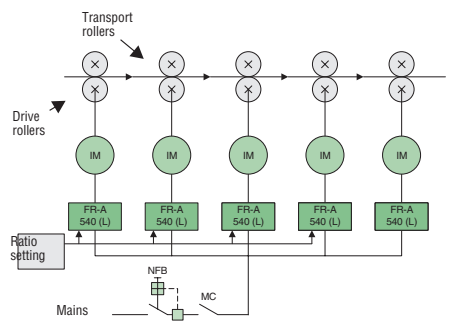 Transport
rollers
Drive
rollers
IM IM IM IM IM
FR-A FR-A FR-A FR-A FR-A
540 (L) 540 (L) 540 (L) 540 (L) 540 (L)
Ratio
setting
NFB
MC
Mains